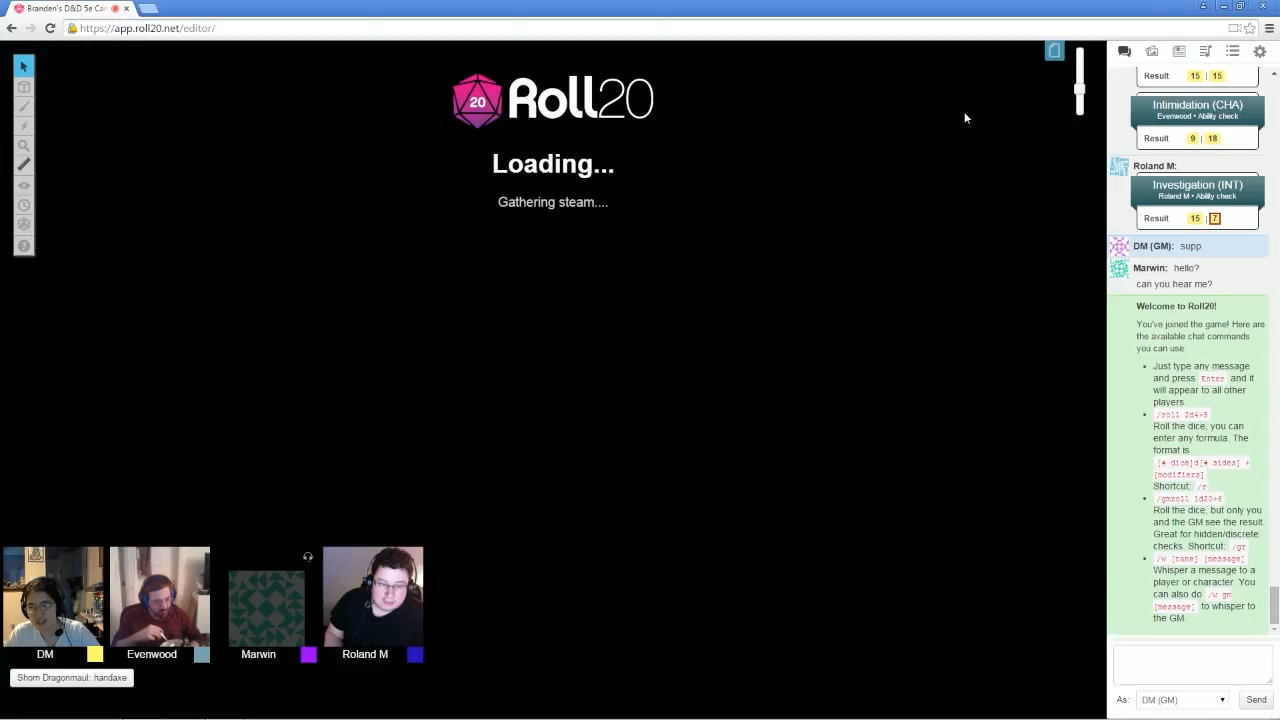 Branden's D&D 5e Cam
https://app.roll20.net/editor/
20
Roll20
Loading...
Gathering steam....
DM
Evenwood
Marwin
Roland M
Shorn Dragonmaul: handaxe
Result 15 | 15
Intimidation (CHA)
Evenwood • Ability check
Result 9 | 18
Roland M:
Investigation (INT)
Roland M • Ability check
Result 15 | 7
DM (GM): supp
Marwin: hello?
can you hear me?
Welcome to Roll20!
You've joined the game! Here are
the available chat commands
you can use
• Just type any message
and press Enter and it
will appear to all other
players.
• /roll 2d4+5
Roll the dice, you can
enter any formula. The
format is
[# dice]d[# sides] +
[modifiers]
Shortcut: /r
• /gmroll 1d20+6
Roll the dice, but only you
and the GM see the result.
Great for hidden/discrete
checks. Shortcut: /gr
• /w [name] [message]
Whisper a message to a
player or character. You
can also do /w gm
[message] to whisper to
the GM.
As: DM (GM) Send